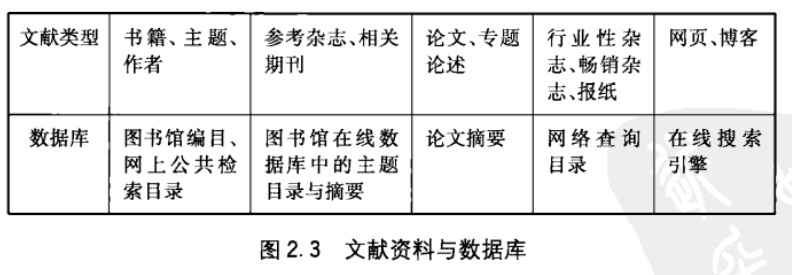 文献类型
书籍、主题、
作者
参考杂志、相关
期刊
论文、专题
论述
行业性杂
志、畅销杂
志、报纸
网页、博客
数据库
图书馆编目、
网上公共检
索目录
图书馆在线数
据库中的主题
目录与摘要
论文摘要
网络查询
目录
在线搜索
引擎
图 2.3 文献资料与数据库